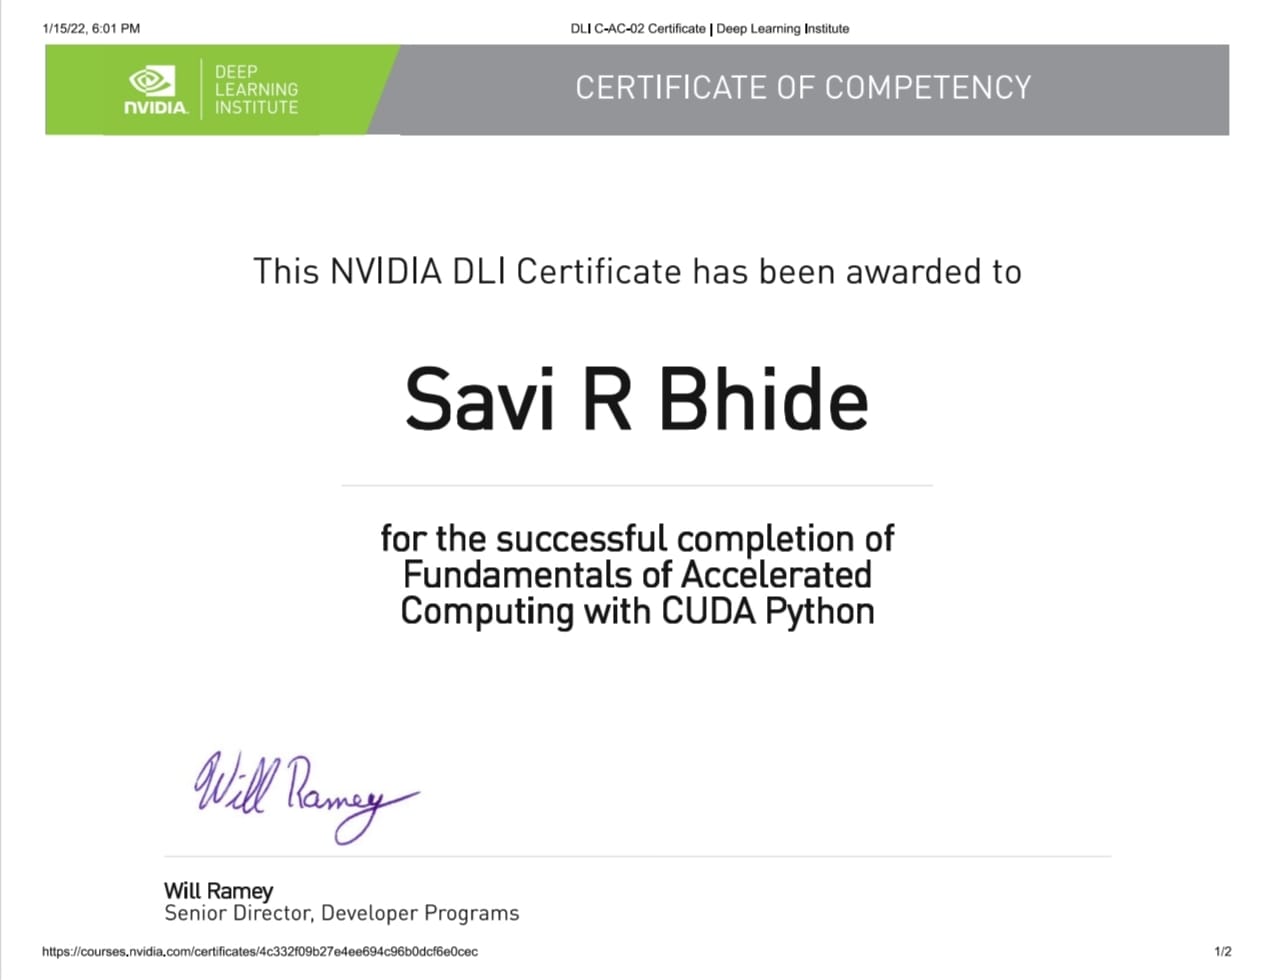 1/15/22, 6:01 PM
DLI C-AC-02 Certificate | Deep Learning Institute
NVIDIA.
DEEP
LEARNING
INSTITUTE
CERTIFICATE OF COMPETENCY
This NVIDIA DLI Certificate has been awarded to
Savi R Bhide
for the successful completion of
Fundamentals of Accelerated
Computing with CUDA Python
Will Ramey
Will Ramey
Senior Director, Developer Programs
https://courses.nvidia.com/certificates/4c332f09b27e4ee694c96b0dcf6e0cec
1/2